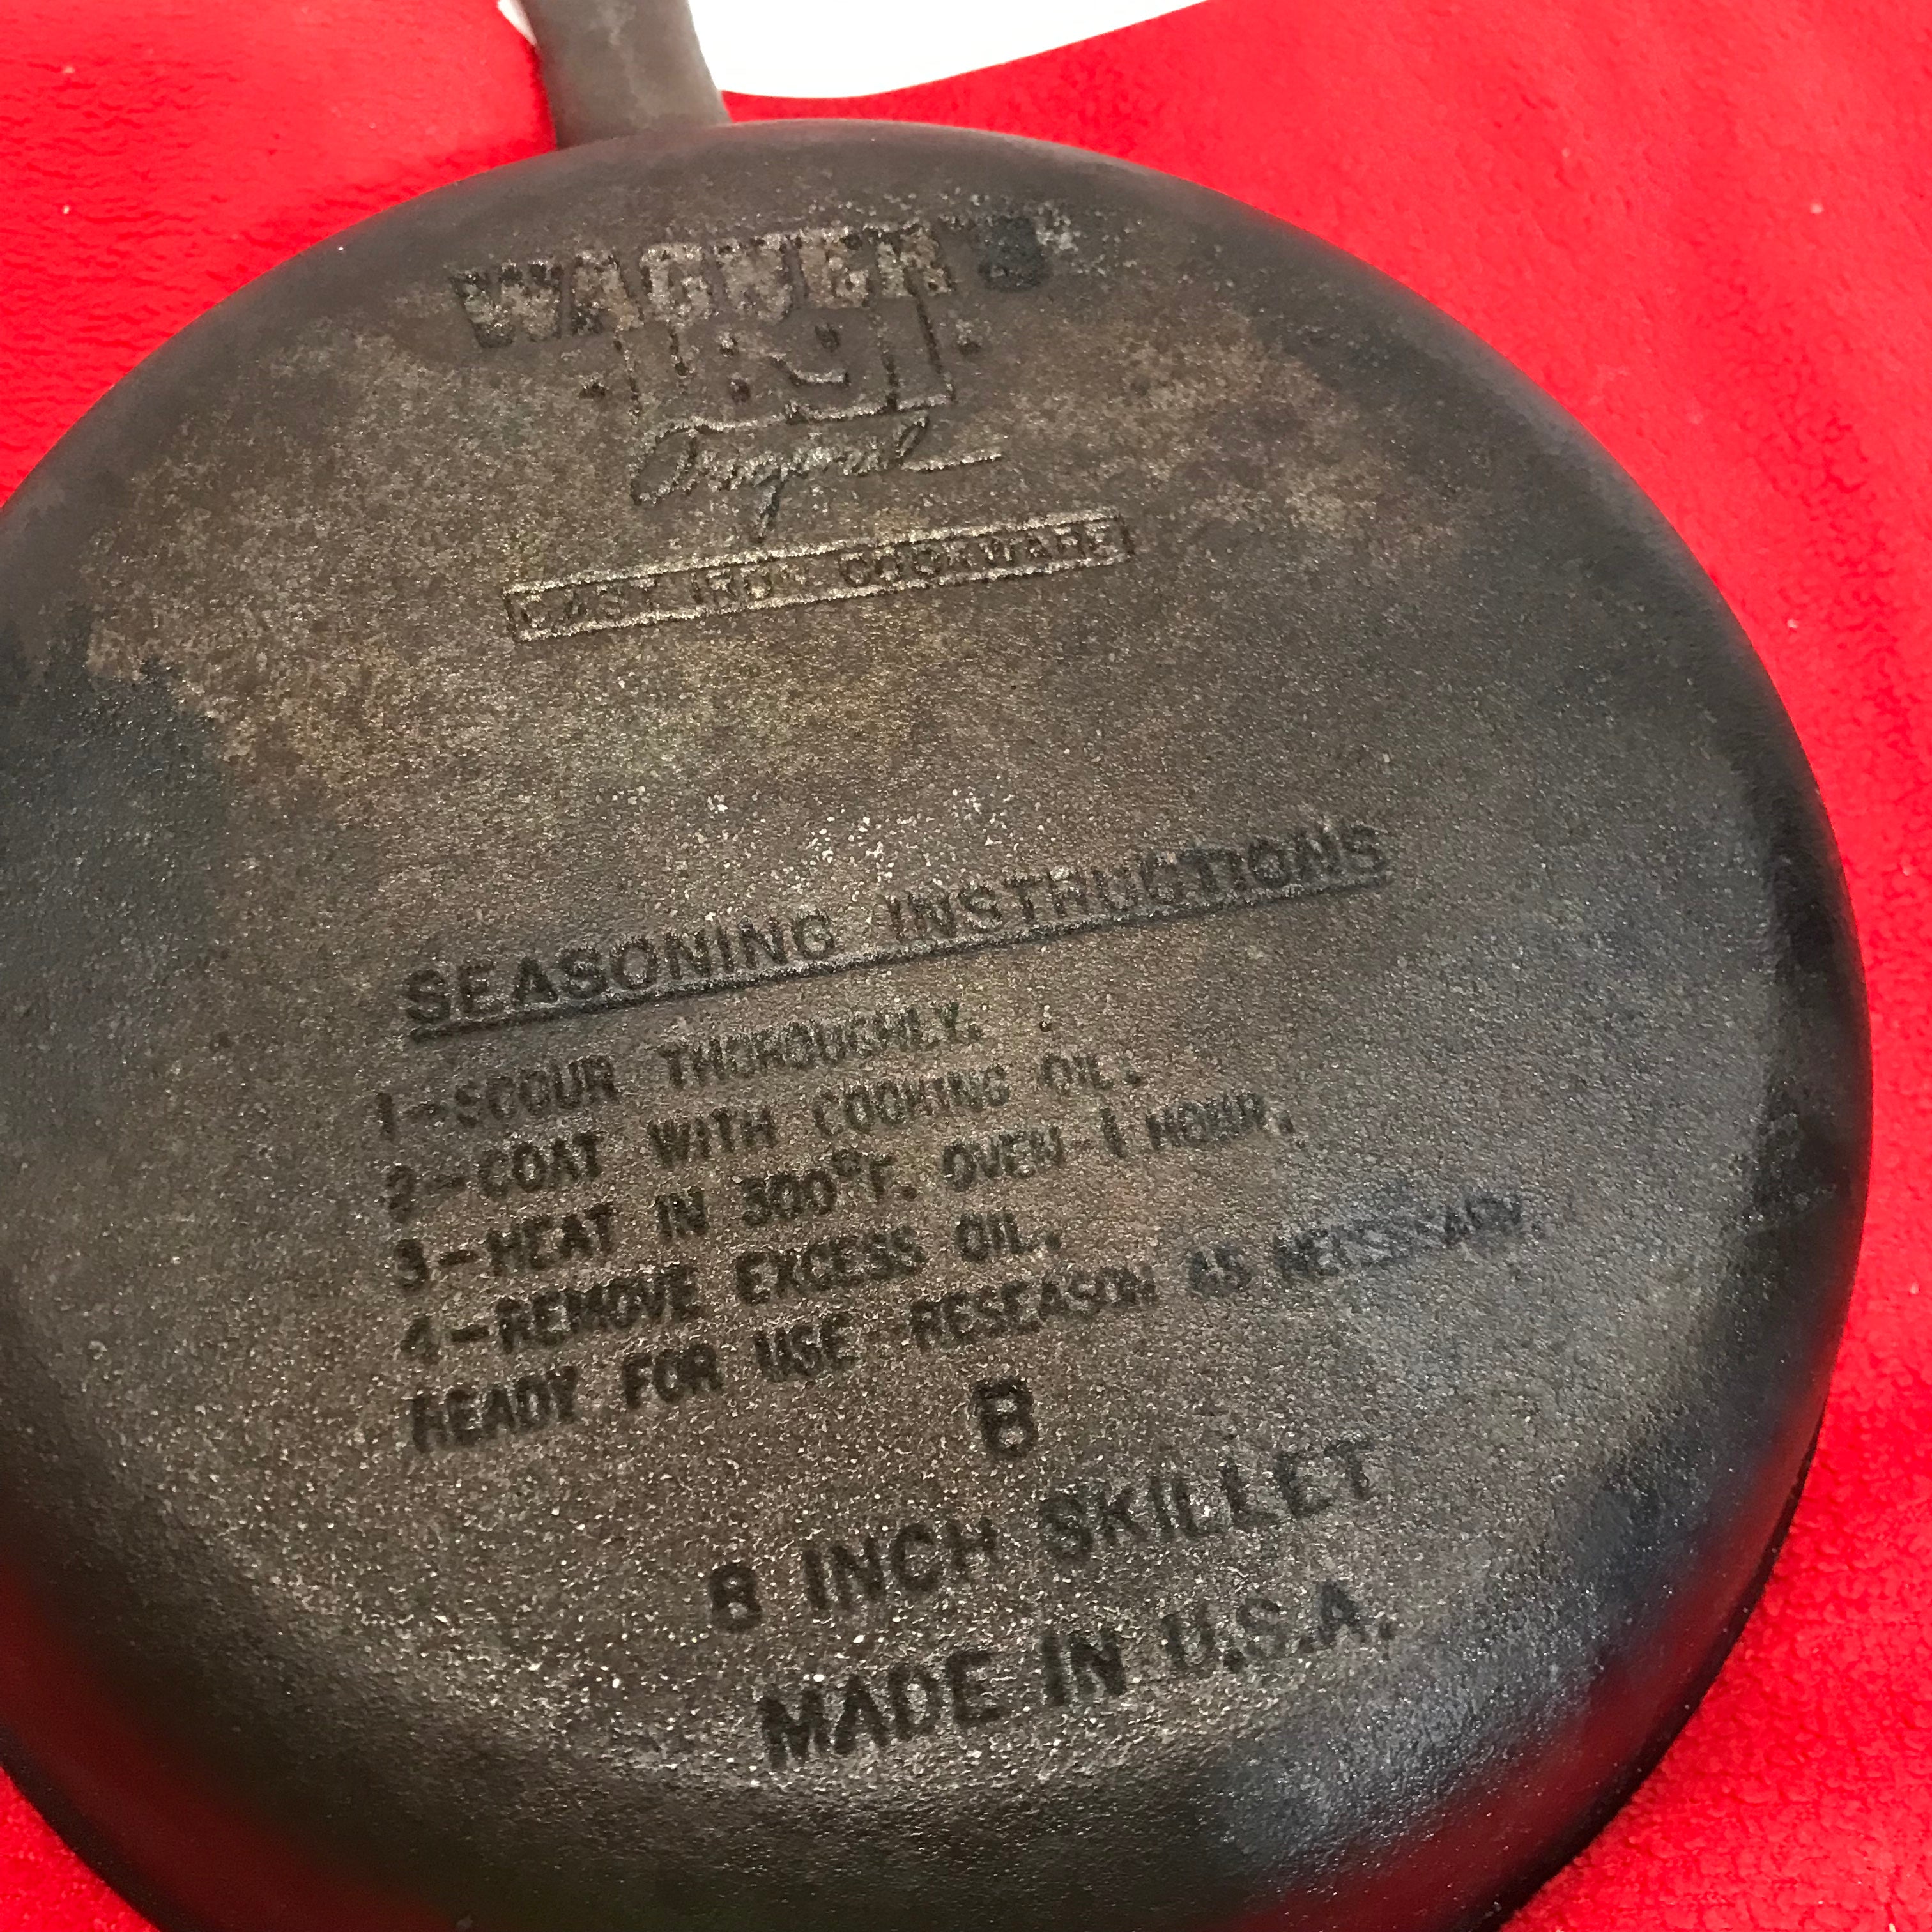 WAGNER'S
Original
CAST IRON COOKWARE
SEASONING INSTRUCTIONS
1-SCOUR THOROUGHLY.
2-COAT WITH COOKING OIL.
3-HEAT IN 300°F. OVEN-1 HOUR.
4-REMOVE EXCESS OIL.
READY FOR USE-RESEASON AS NECESSARY.
B
8 INCH SKILLET
MADE IN U.S.A.